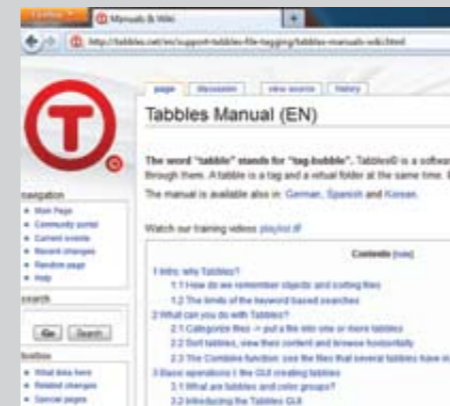 Firefox
Manuals & Wiki
+
http://tabbles.net/en/support-tabbles-file-tagging/tabbles-manuals-wiki.html
page discussion view source history
Tabbles Manual (EN)
The word "tabble" stands for "tag-bubble". Tabbles© is a softwar
through them. A tabble is a tag and a virtual folder at the same time.
The manual is available also in: German, Spanish and Korean.
Watch our training videos playlist
navigation
Main Page
Community portal
Current events
Recent changes
Random page
Help
search
Go Search
toolbox
What links here
Related changes
Special pages
Contents [hide]
1 Intro: why Tabbles?
1.1 How do we remember objects and sorting files
1.2 The limits of the keyword based searches
2 What can you do with Tabbles?
2.1 Categorize files -> put a file into one or more tabbles
2.2 Sort tabbles, view their content and browse horizontally
2.3 The Combine function: see the files that several tabbles have in
3 Basic operations I: the GUI creating tabbles
3.1 What are tabbles and color groups?
3.2 Introducing the Tabbles GUI